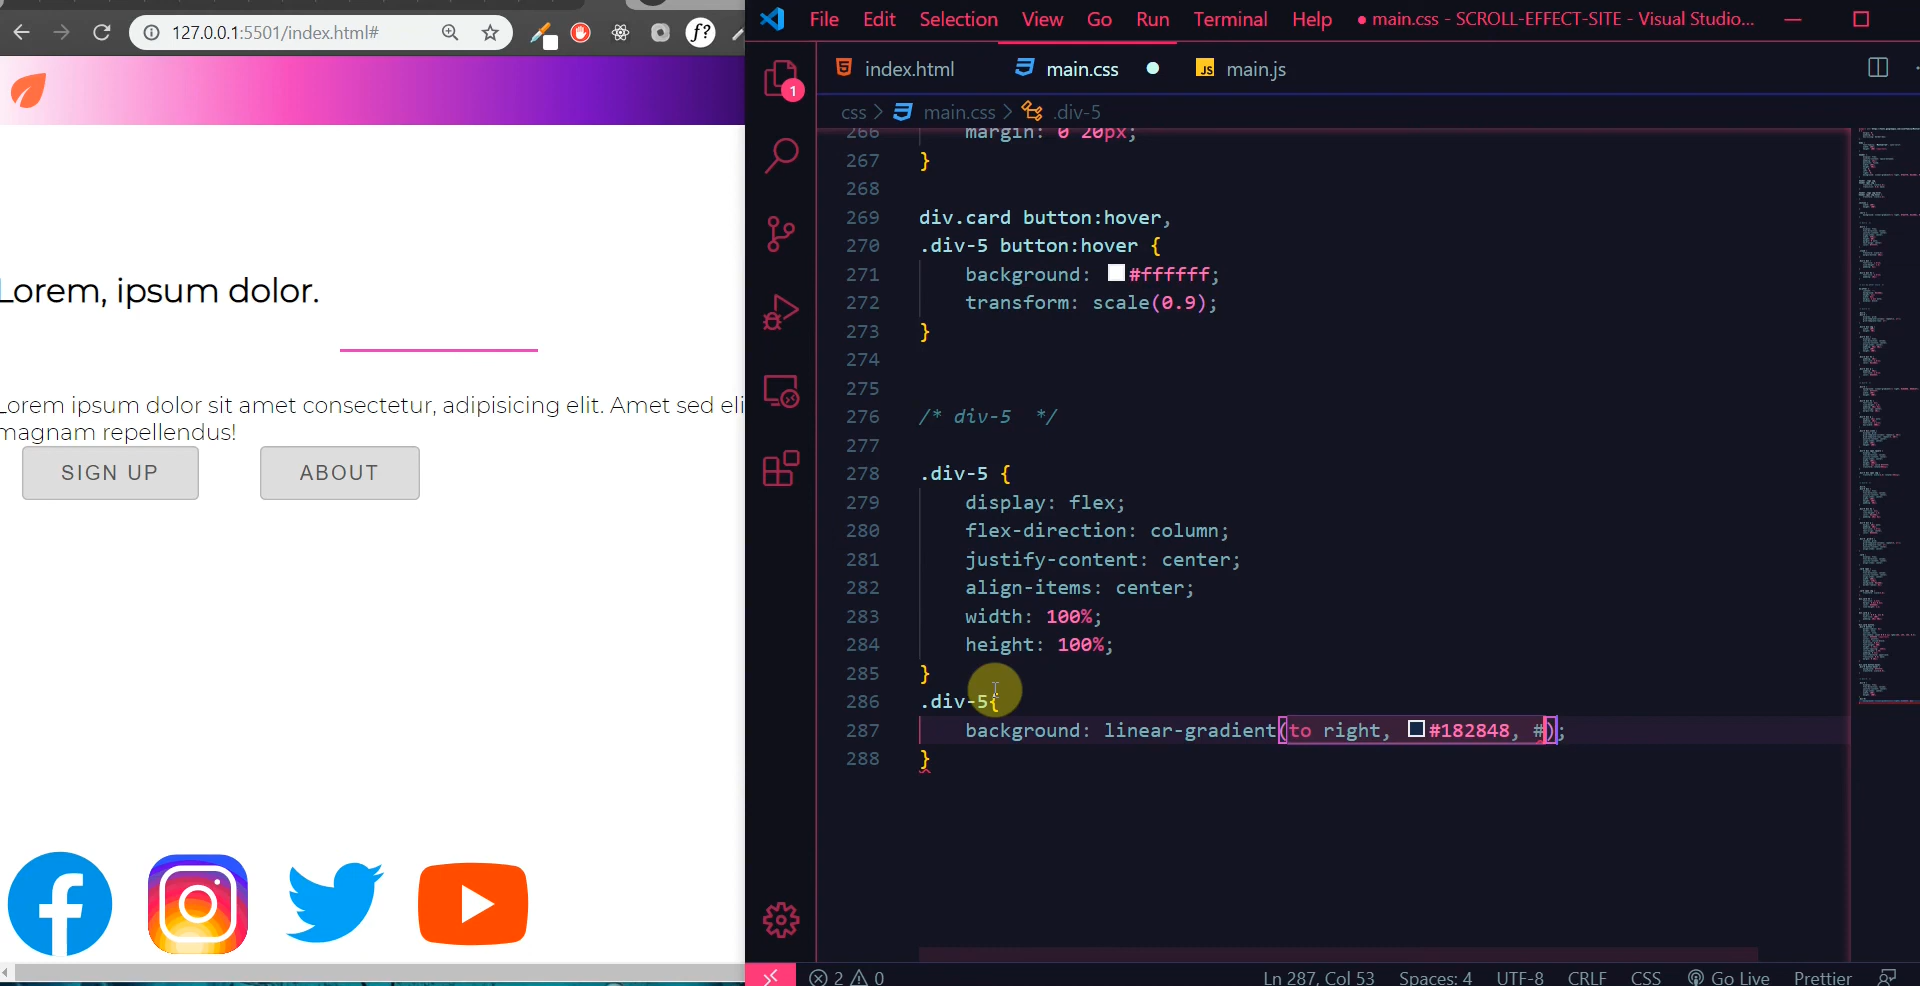 127.0.0.1:5501/index.html#
f?
Lorem, ipsum dolor.
Lorem ipsum dolor sit amet consectetur, adipisicing elit. Amet sed eli
magnam repellendus!
SIGN UP
ABOUT
File Edit Selection View Go Run Terminal Help
● main.css - SCROLL-EFFECT-SITE - Visual Studio...
index.html
main.css
JS main.js
1
css > main.css > .div-5
266 margin: 0 20px;
267 }
268
269 div.card button:hover,
270 .div-5 button:hover {
271 background: #ffffff;
272 transform: scale(0.9);
273 }
274
275
276 /* div-5  */
277
278 .div-5 {
279 display: flex;
280 flex-direction: column;
281 justify-content: center;
282 align-items: center;
283 width: 100%;
284 height: 100%;
285 }
286 .div-5{
287 background: linear-gradient(to right, #182848, #);
288 }
2 0
Ln 287, Col 53 Spaces: 4 UTF-8 CRLF CSS Go Live Prettier